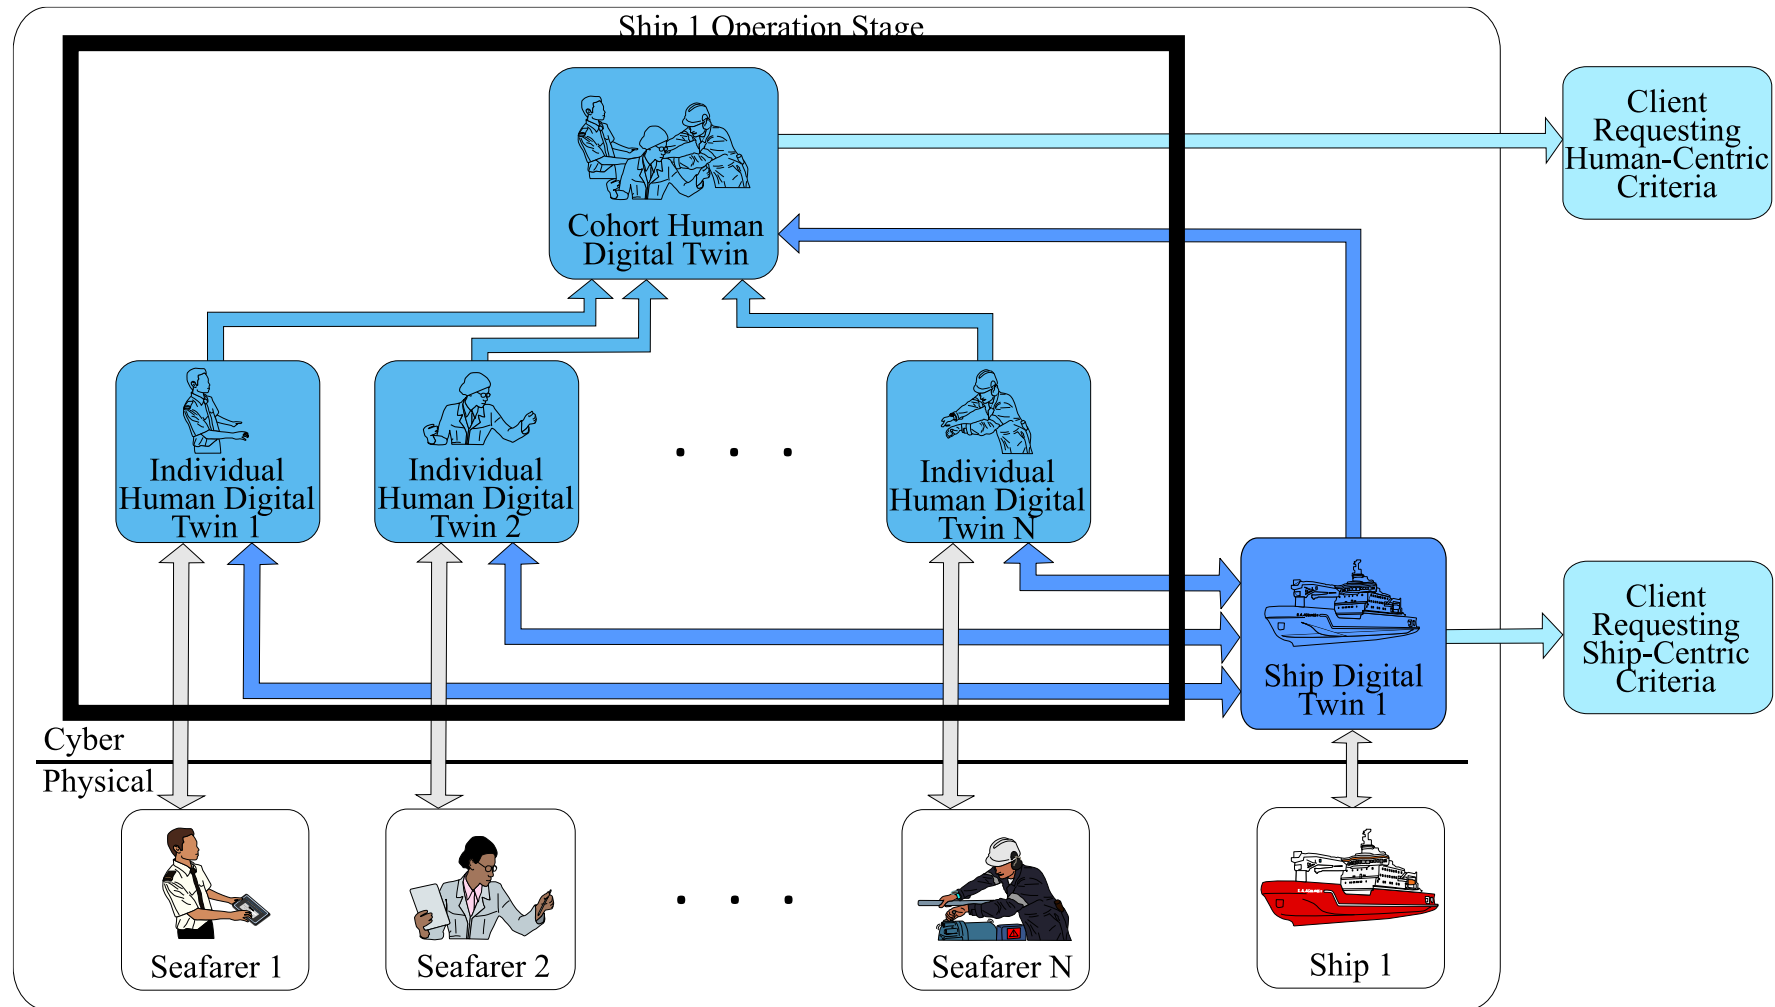 Ship 1 Operation Stage
Client
Requesting
Human-Centric
Criteria
Cohort Human
Digital Twin
Individual
Human Digital
Twin 1
Individual
Human Digital
Twin 2
. . .
Individual
Human Digital
Twin N
Ship Digital
Twin 1
Client
Requesting
Ship-Centric
Criteria
Cyber
Physical
Seafarer 1
Seafarer 2
. . .
Seafarer N
Ship 1